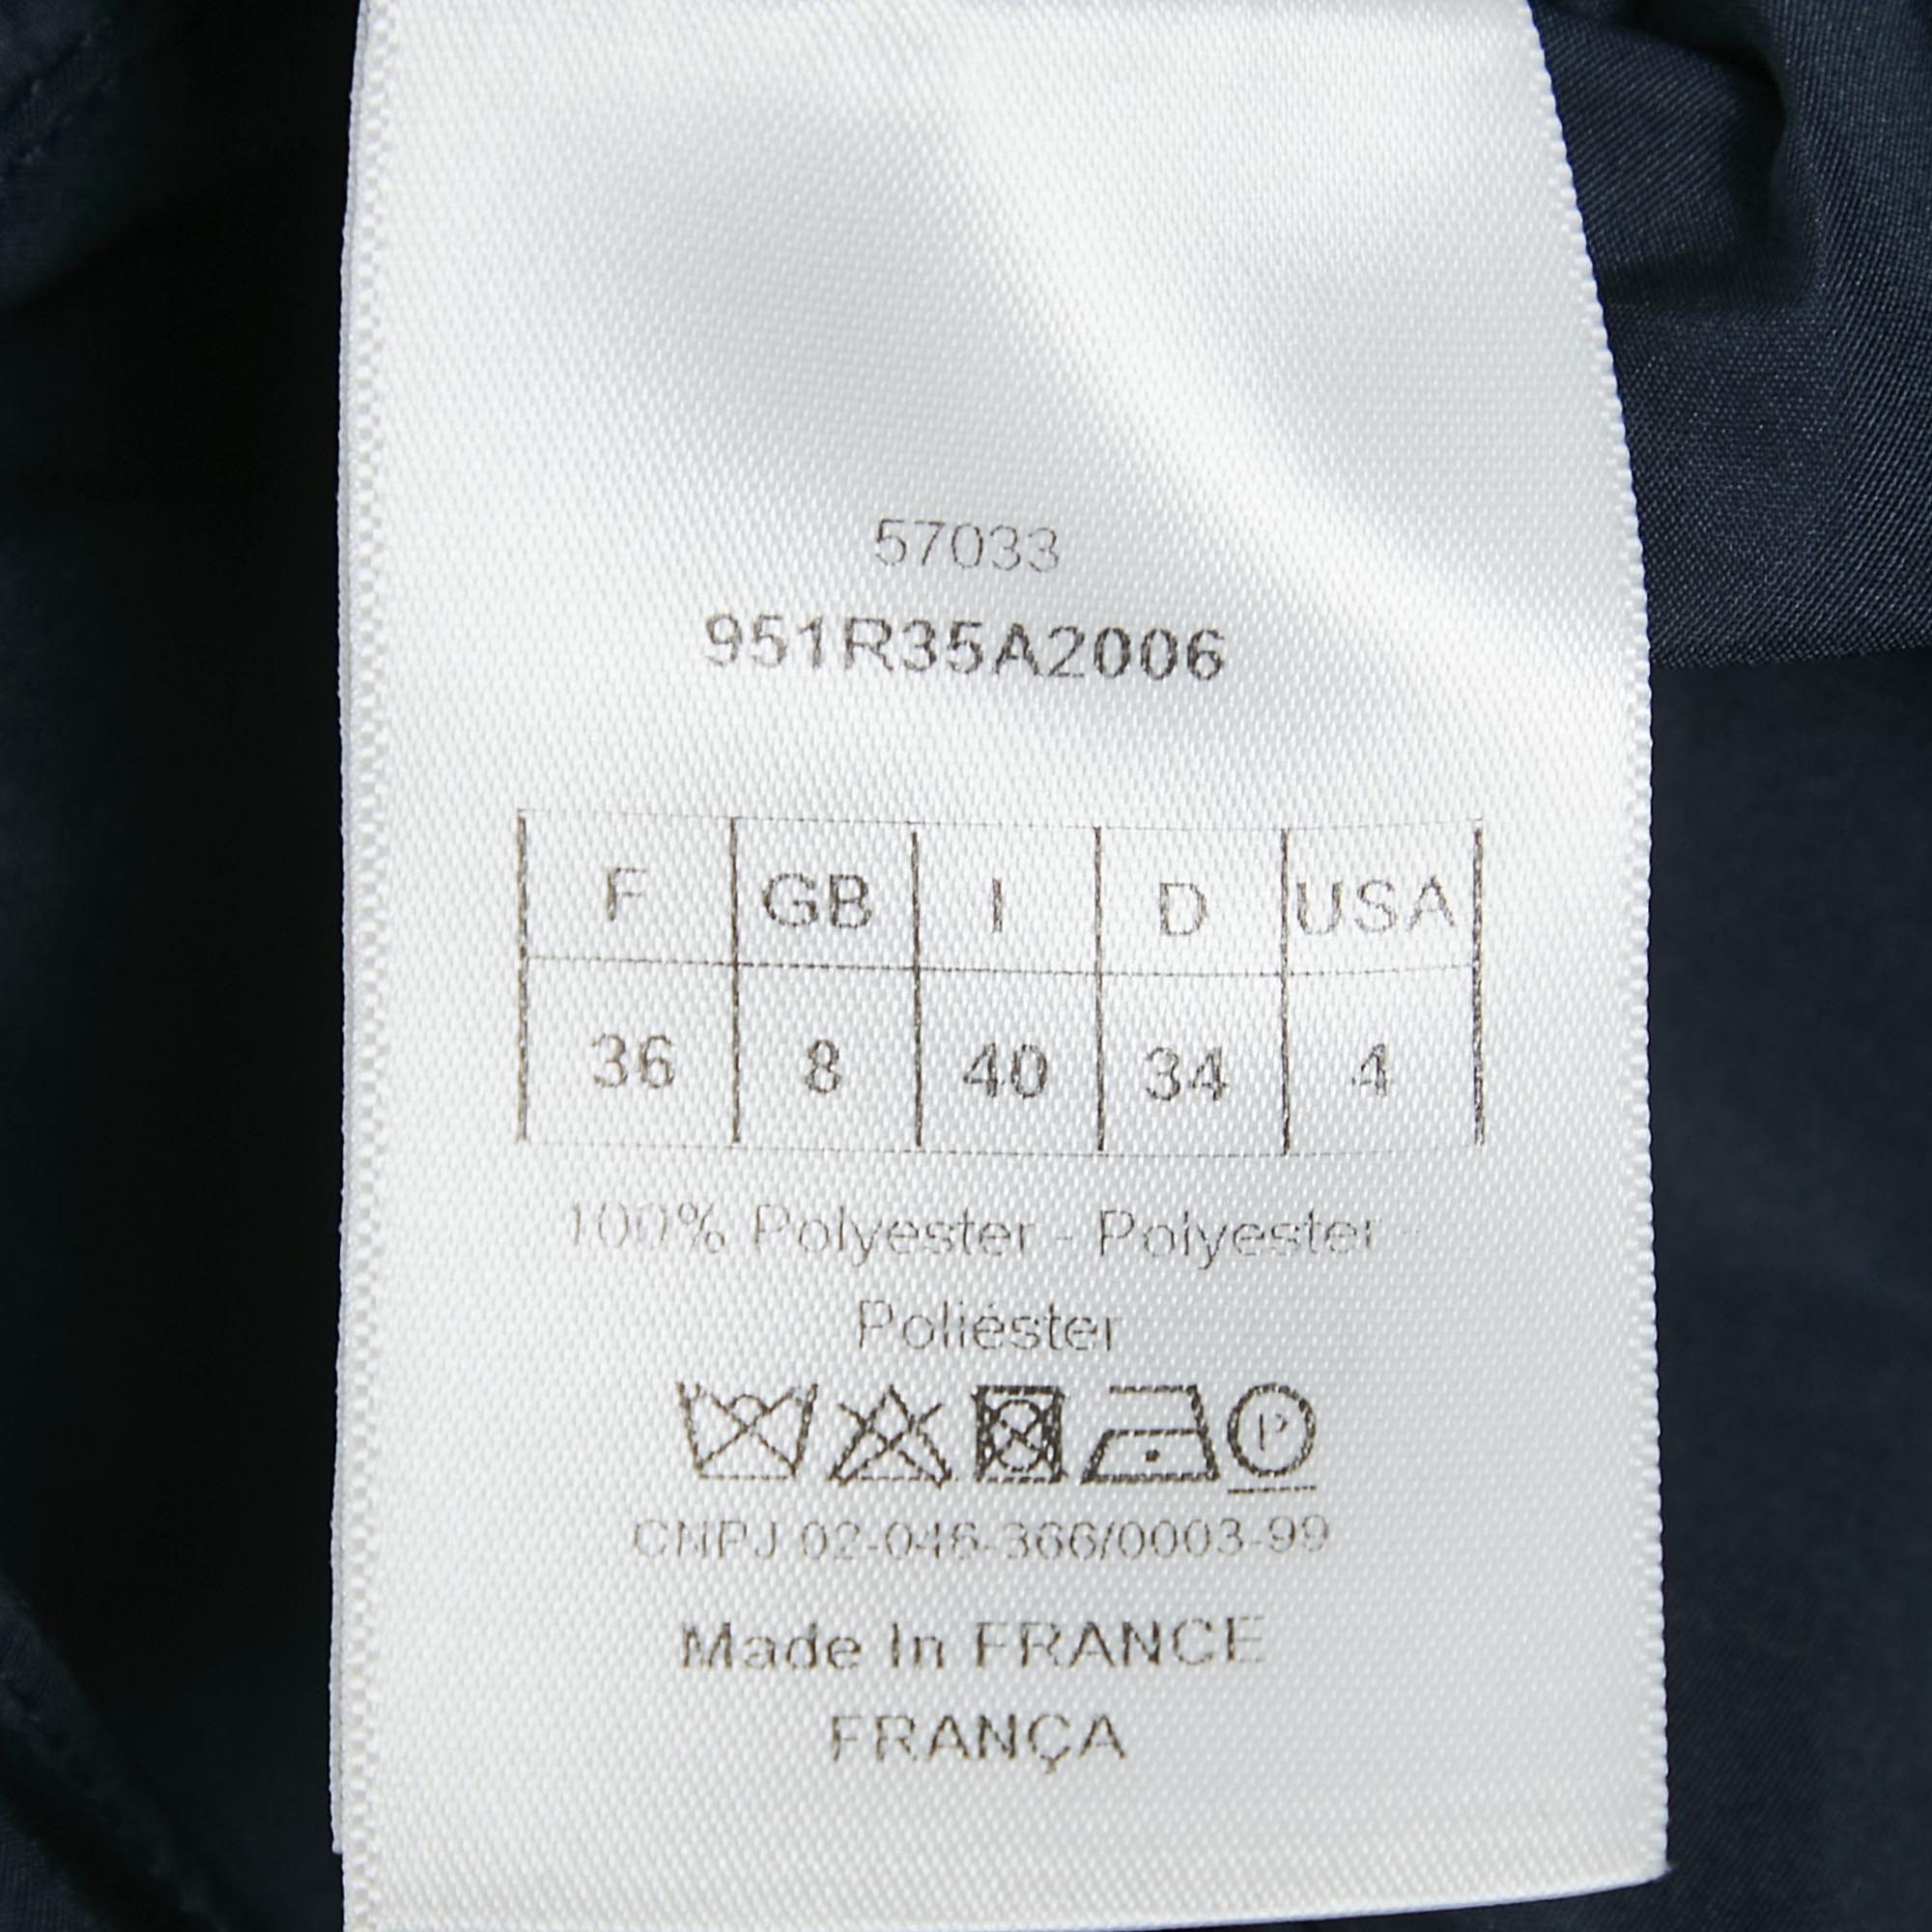 57033
951R35A2006
F GB I D USA
36 8 40 34 4
100% Polyester - Polyester -
Poliéster
P
CNPJ 02-046-366/0003-99
Made In FRANCE
FRANÇA